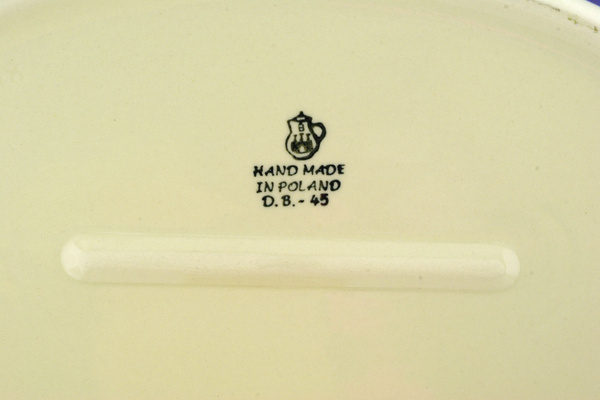 B
HAND MADE
IN POLAND
D.B.-45